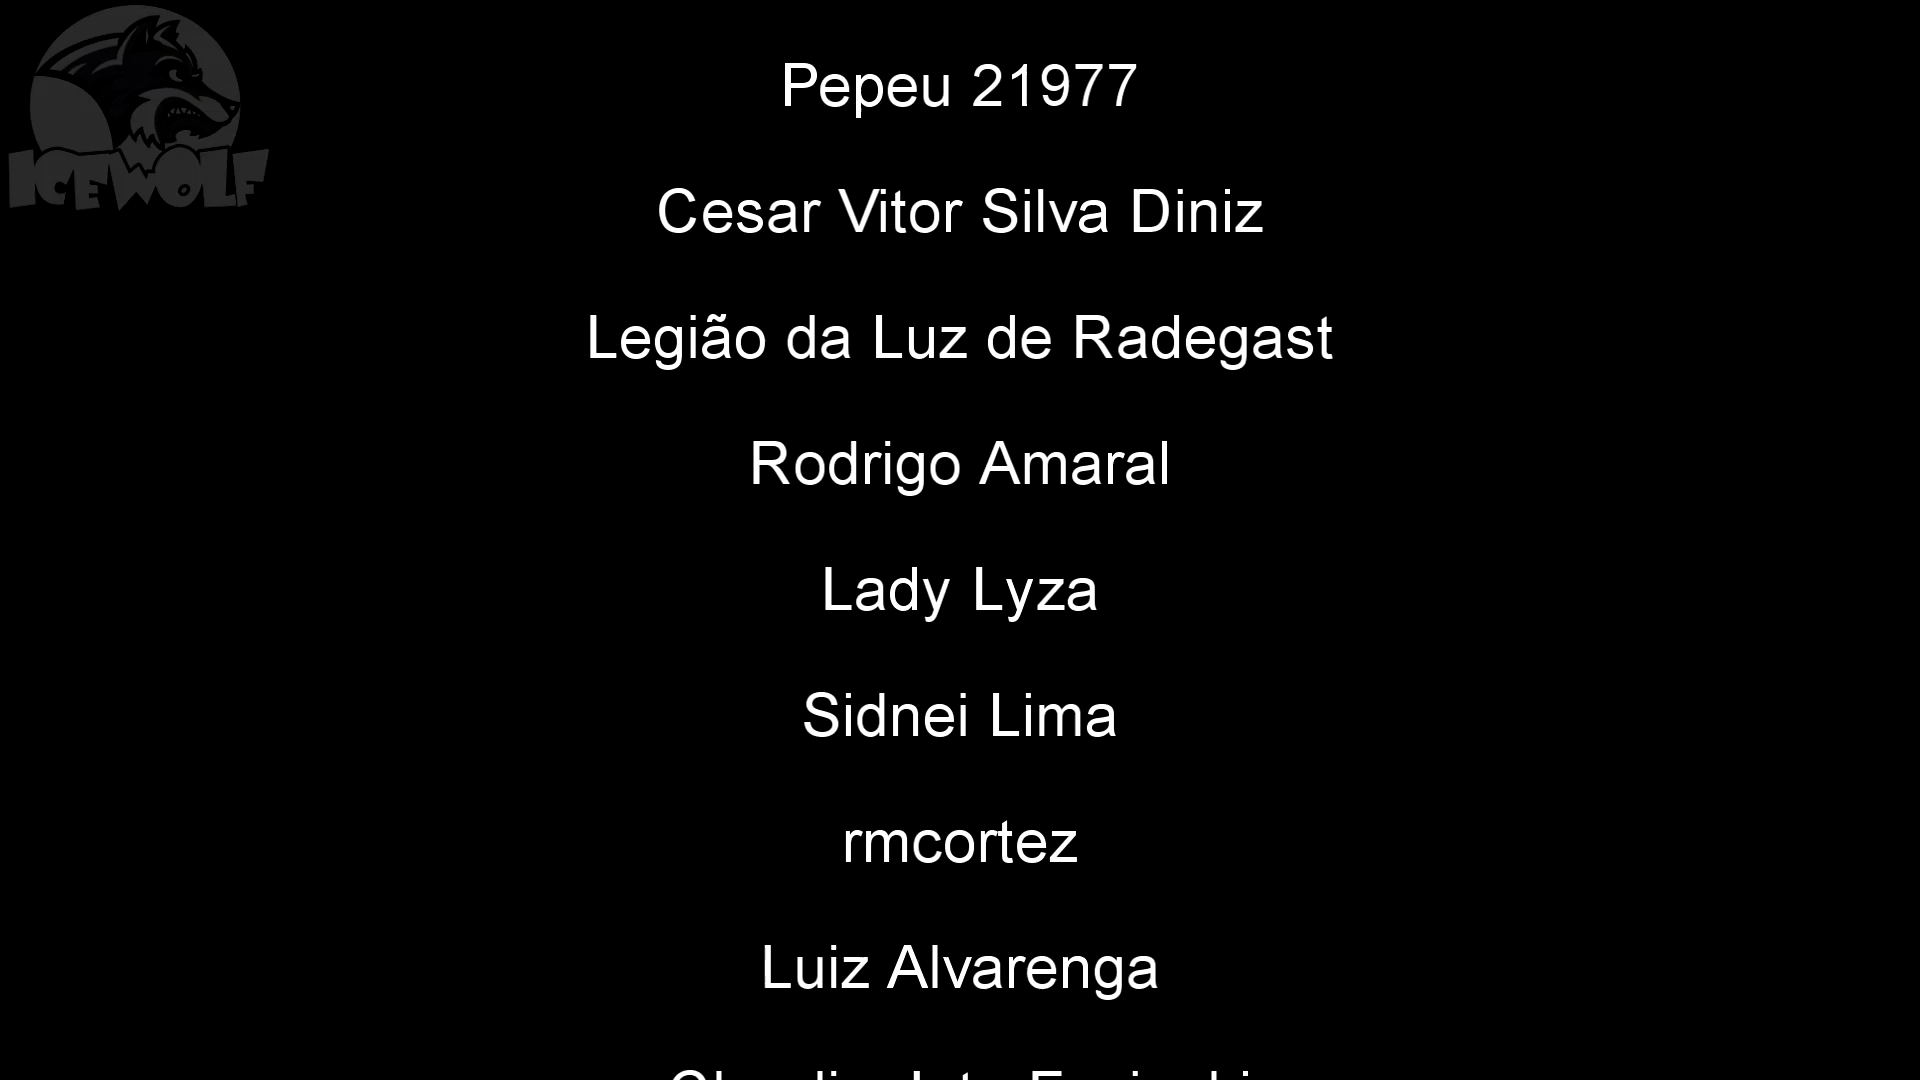 ICEWOLF
Pepeu 21977
Cesar Vitor Silva Diniz
Legião da Luz de Radegast
Rodrigo Amaral
Lady Lyza
Sidnei Lima
rmcortez
Luiz Alvarenga